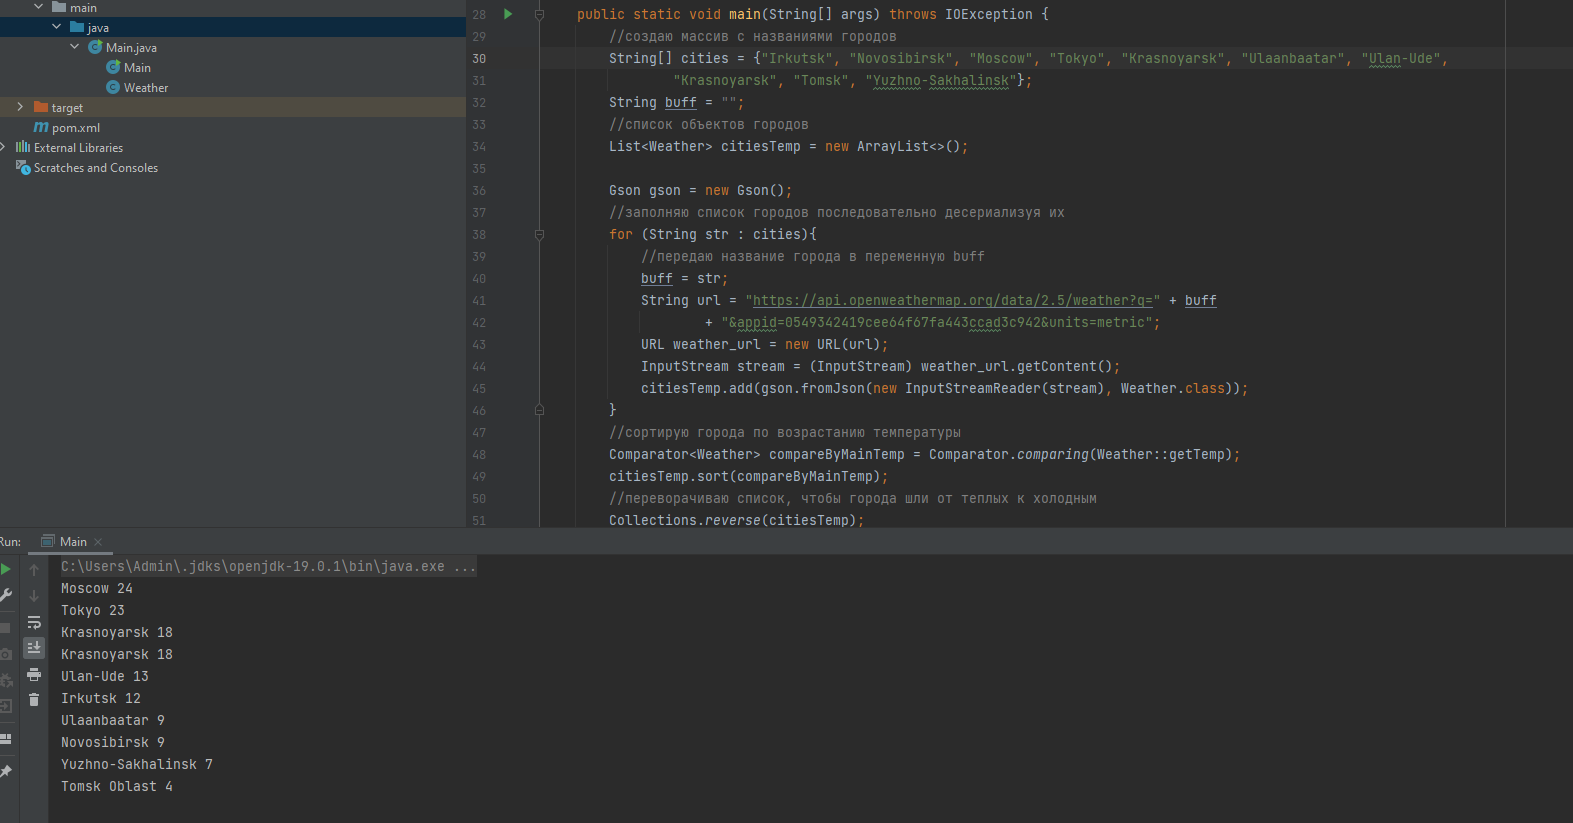 main
java
Main.java
Main
Weather
target
pom.xml
External Libraries
Scratches and Consoles
28 public static void main(String[] args) throws IOException {
29 //создаю массив с названиями городов
30 String[] cities = {"Irkutsk", "Novosibirsk", "Moscow", "Tokyo", "Krasnoyarsk", "Ulaanbaatar", "Ulan-Ude",
31 "Krasnoyarsk", "Tomsk", "Yuzhno-Sakhalinsk"};
32 String buff = "";
33 //список объектов городов
34 List<Weather> citiesTemp = new ArrayList<>();
35
36 Gson gson = new Gson();
37 //заполняю список городов последовательно десериализуя их
38 for (String str : cities){
39 //передаю название города в переменную buff
40 buff = str;
41 String url = "https://api.openweathermap.org/data/2.5/weather?q=" + buff
42 + "&appid=0549342419cee64f67fa443ccad3c942&units=metric";
43 URL weather_url = new URL(url);
44 InputStream stream = (InputStream) weather_url.getContent();
45 citiesTemp.add(gson.fromJson(new InputStreamReader(stream), Weather.class));
46 }
47 //сортирую города по возрастанию температуры
48 Comparator<Weather> compareByMainTemp = Comparator.comparing(Weather::getTemp);
49 citiesTemp.sort(compareByMainTemp);
50 //переворачиваю список, чтобы города шли от теплых к холодным
51 Collections.reverse(citiesTemp);
Run: Main
C:\Users\Admin\.jdks\openjdk-19.0.1\bin\java.exe ...
Moscow 24
Tokyo 23
Krasnoyarsk 18
Krasnoyarsk 18
Ulan-Ude 13
Irkutsk 12
Ulaanbaatar 9
Novosibirsk 9
Yuzhno-Sakhalinsk 7
Tomsk Oblast 4